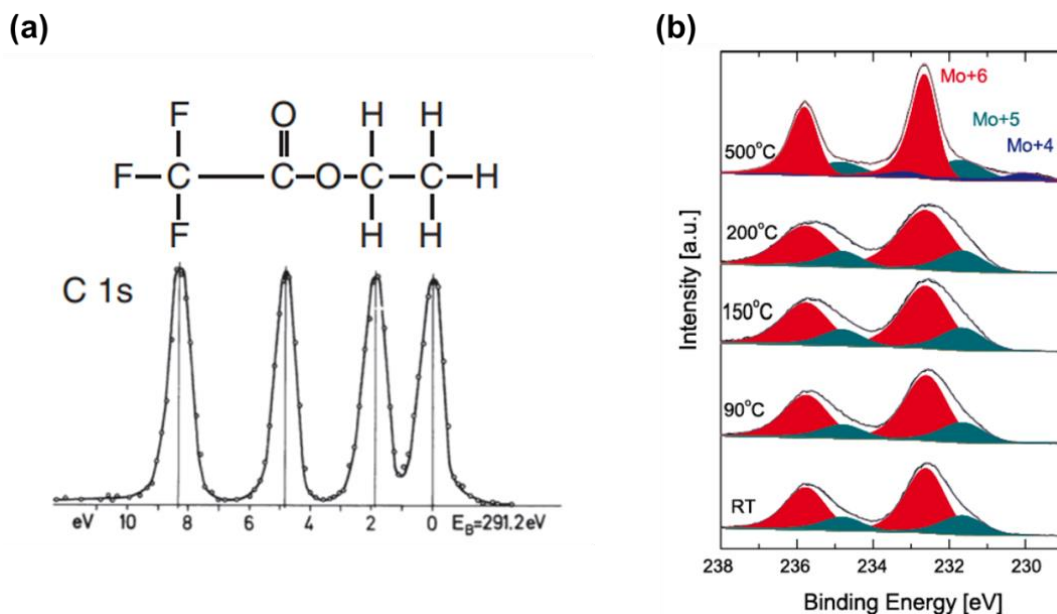 (a)
F O H H
F C C O C C H
F H H
C 1s
eV 10 8 6 4 2 0 E_B=291.2eV
(b)
Mo+6
Mo+5
Mo+4
500°C
200°C
150°C
90°C
RT
Intensity [a.u.]
238 236 234 232 230
Binding Energy [eV]